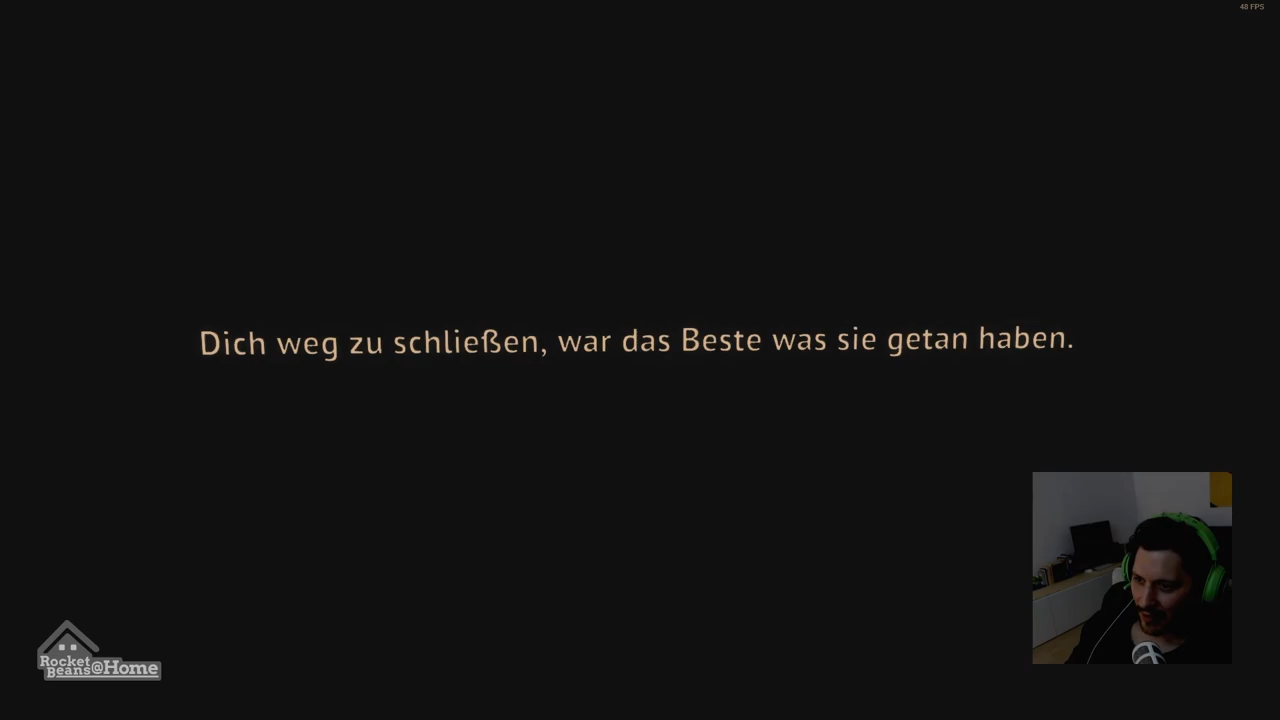 48 FPS
Dich weg zu schließen, war das Beste was sie getan haben.
Rocket
Beans@Home